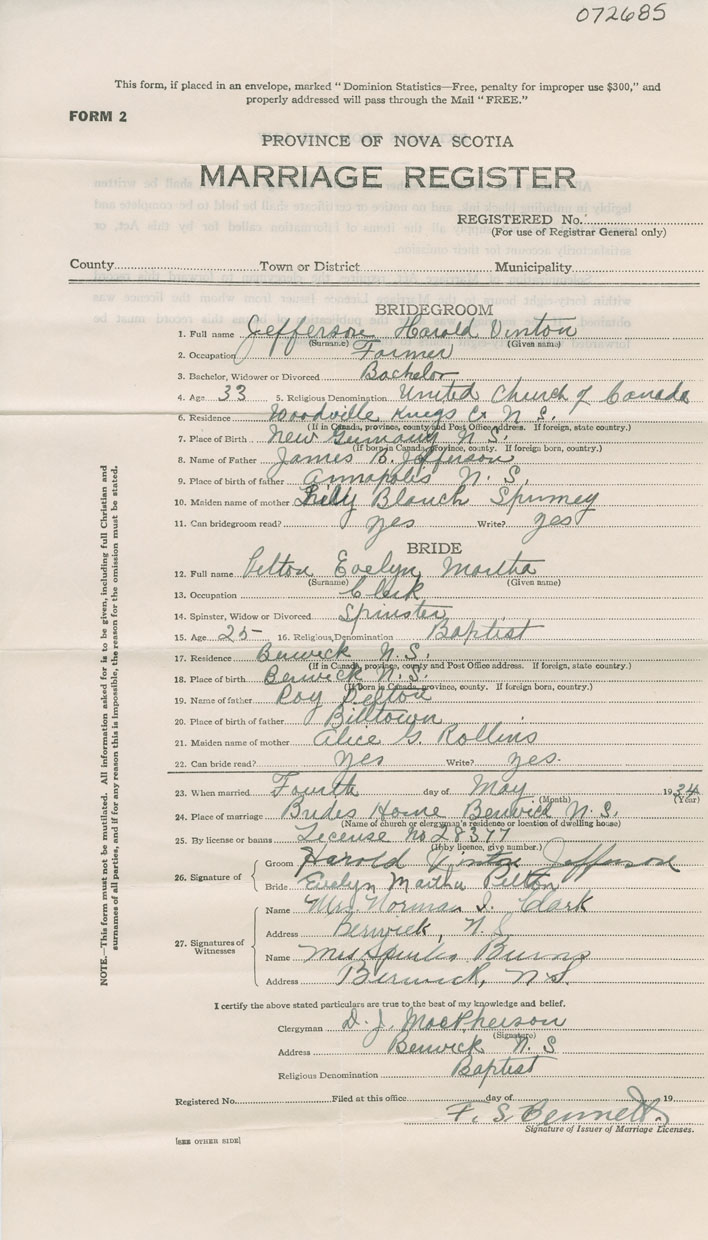 072685
This form, if placed in an envelope, marked "Dominion Statistics—Free, penalty for improper use $300," and
properly addressed will pass through the Mail "FREE."
FORM 2
PROVINCE OF NOVA SCOTIA
MARRIAGE REGISTER
REGISTERED No.
(For use of Registrar General only)
County Town or District Municipality
BRIDEGROOM
1. Full name Jefferson Harold Vinton
(Surname) (Given name)
2. Occupation Farmer
3. Bachelor, Widower or Divorced Bachelor
4. Age 33 5. Religious Denomination United Church of Canada
6. Residence Woodville Kings Co N.S.
(If in Canada, province, county and Post Office address. If foreign, state country.)
7. Place of Birth New Germany N.S.
(If born in Canada, province, county. If foreign born, country.)
8. Name of Father James B. Jefferson
9. Place of birth of father Annapolis N.S.
10. Maiden name of mother Lilly Blanch
11. Can bridegroom read? yes Write? yes
BRIDE
12. Full name Pelton Evelyn Martha
(Surname) (Given name)
13. Occupation Clerk
14. Spinster, Widow or Divorced Spinster
15. Age 25 16. Religious Denomination Baptist
17. Residence Berwick N.S.
(If in Canada, province, county and Post Office address. If foreign, state country.)
18. Place of birth Berwick N.S.
(If born in Canada, province, county. If foreign born, country.)
19. Name of father Roy Pelton
20. Place of birth of father Billtown
21. Maiden name of mother Alice G. Rollins
22. Can bride read? yes Write? yes.
23. When married Fourth day of May 1934
(Month) (Year)
24. Place of marriage Brides Home Berwick N.S.
(Name of church or clergyman's residence or location of dwelling house)
25. By license or banns License No 28377
(If by licence, give number.)
26. Signature of Groom Harold Vinton Jefferson
Bride Evelyn Martha Pelton
27. Signatures of Witnesses Name Mrs Norman I. Clark
Address Berwick, N.S.
Name Mrs Burns
Address Berwick, N.S.
I certify the above stated particulars are true to the best of my knowledge and belief.
Clergyman D. J. MacPherson
(Signature)
Address Berwick N.S
Religious Denomination Baptist
Registered No. Filed at this office day of 19
F. S. Bennett.
Signature of Issuer of Marriage Licenses.
[SEE OTHER SIDE]
NOTE.—This form must not be mutilated. All information asked for is to be given, including full Christian and
surnames of all parties, and if for any reason this is impossible, the reason for the omission must be stated.